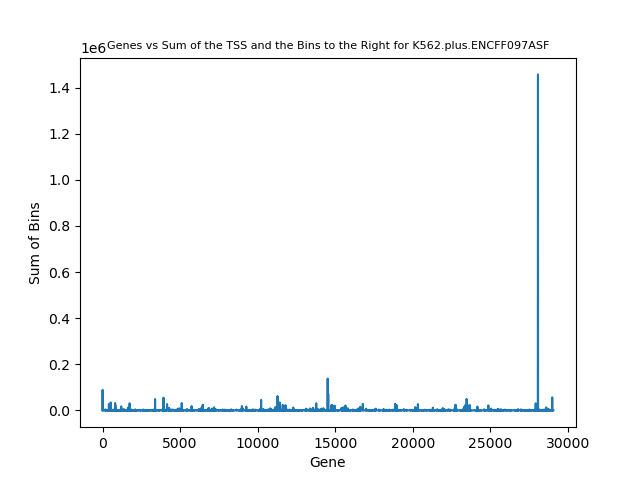 Genes vs Sum of the TSS and the Bins to the Right for K562.plus.ENCFF097ASF
1e6
1.4
1.2
1.0
0.8
0.6
0.4
0.2
0.0
Sum of Bins
0 5000 10000 15000 20000 25000 30000
Gene